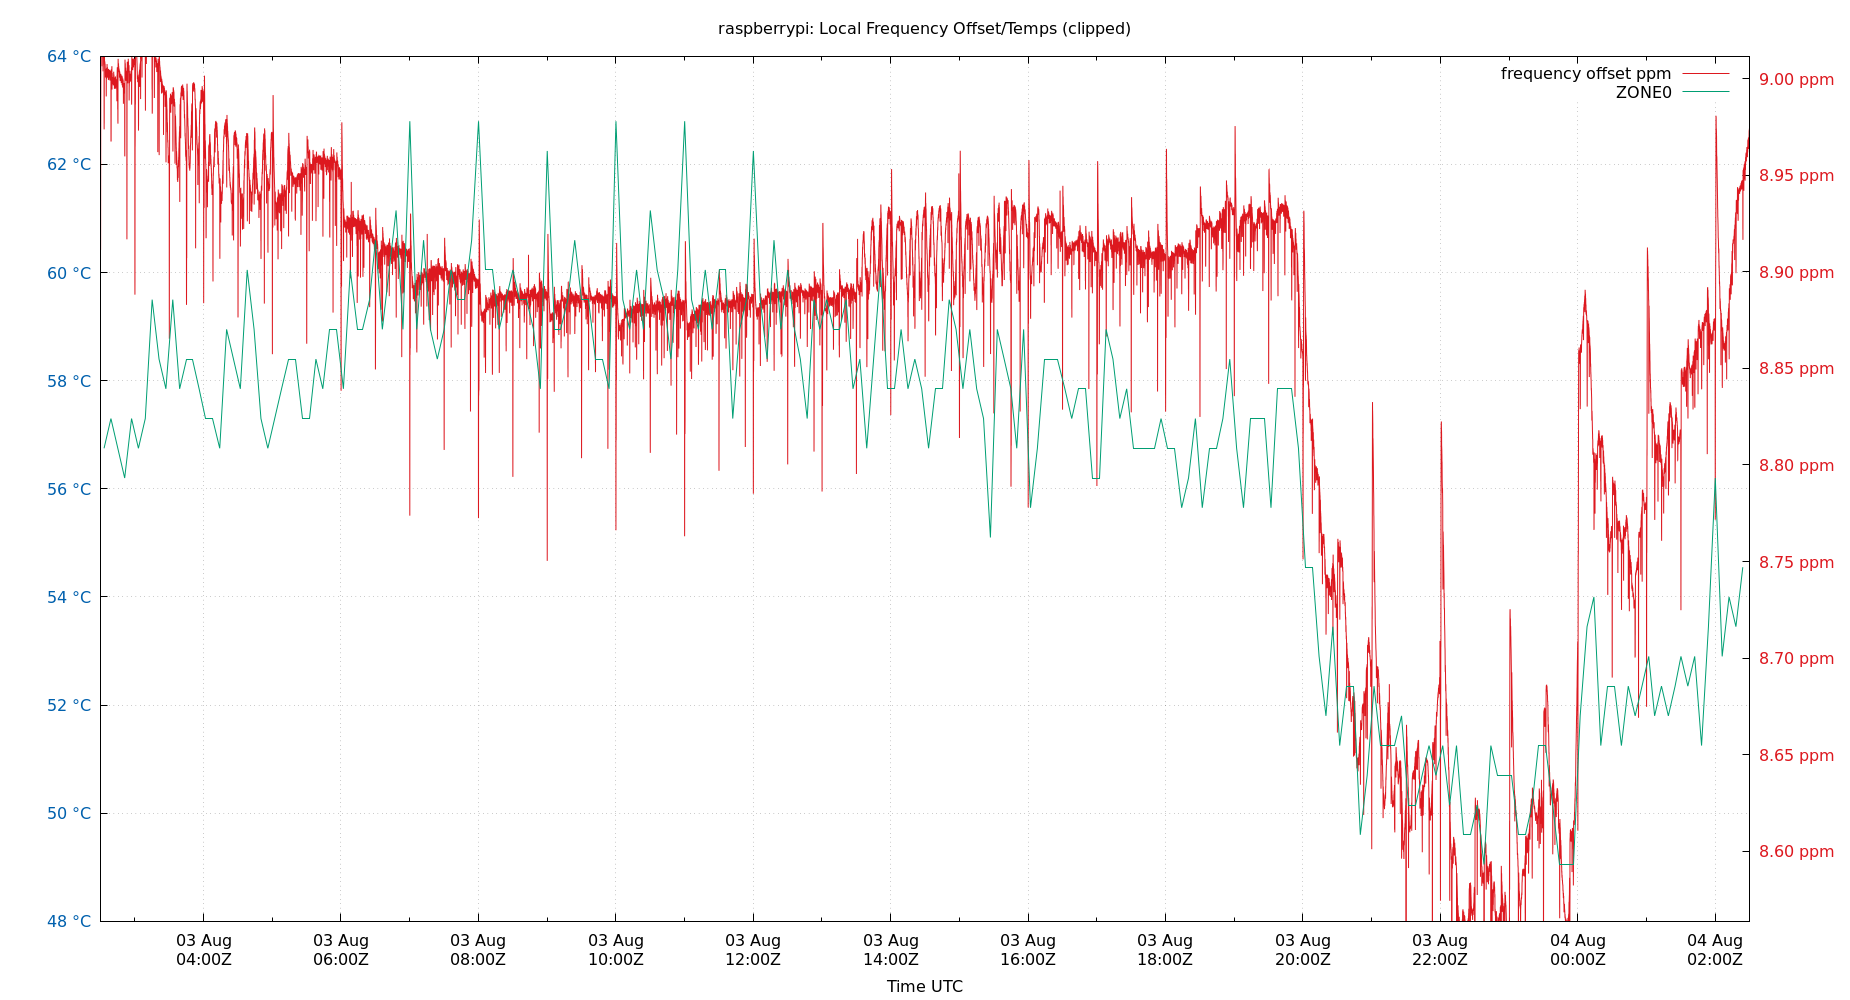 raspberrypi: Local Frequency Offset/Temps (clipped)
frequency offset ppm
ZONE0
64 °C
62 °C
60 °C
58 °C
56 °C
54 °C
52 °C
50 °C
48 °C
9.00 ppm
8.95 ppm
8.90 ppm
8.85 ppm
8.80 ppm
8.75 ppm
8.70 ppm
8.65 ppm
8.60 ppm
03 Aug
04:00Z
03 Aug
06:00Z
03 Aug
08:00Z
03 Aug
10:00Z
03 Aug
12:00Z
03 Aug
14:00Z
03 Aug
16:00Z
03 Aug
18:00Z
03 Aug
20:00Z
03 Aug
22:00Z
04 Aug
00:00Z
04 Aug
02:00Z
Time UTC